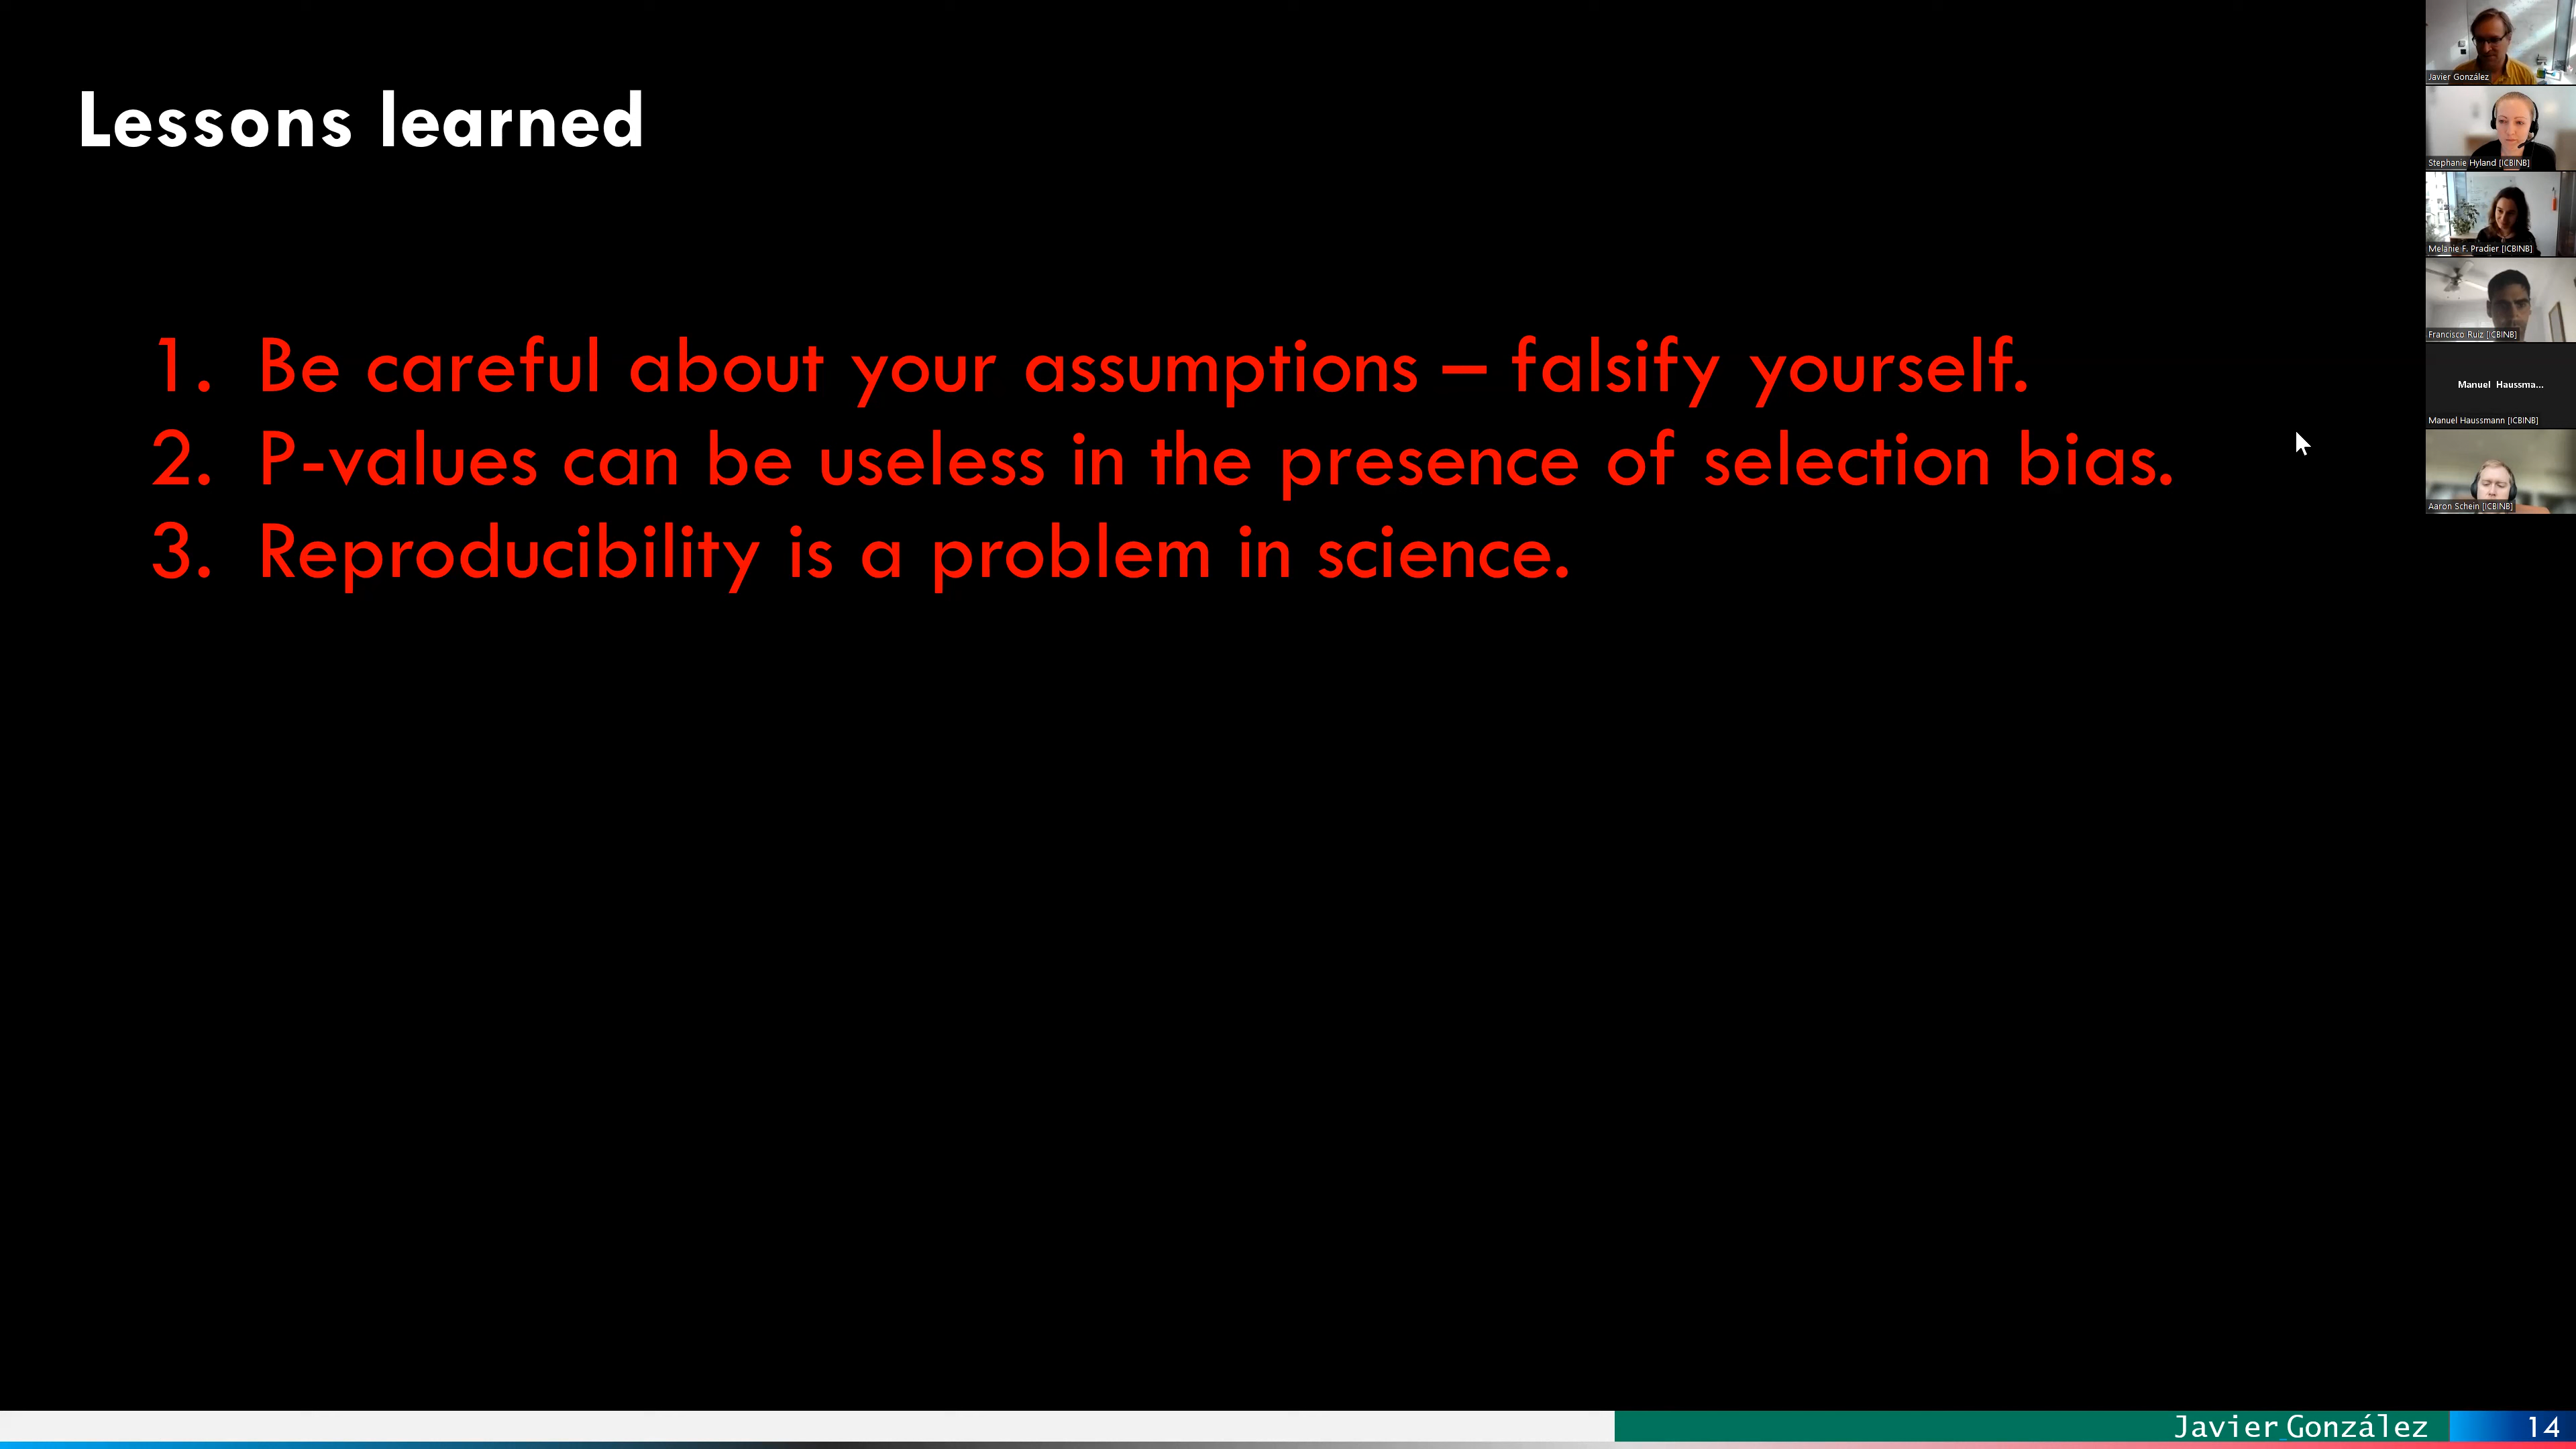 Lessons learned
1. Be careful about your assumptions – falsify yourself.
2. P-values can be useless in the presence of selection bias.
3. Reproducibility is a problem in science.
Javier González
Stephanie Hyland [ICBINB]
Melanie F. Pradier [ICBINB]
Francisco Ruiz [ICBINB]
Manuel Haussma...
Manuel Haussmann [ICBINB]
Aaron Schein [ICBINB]
Javier González 14